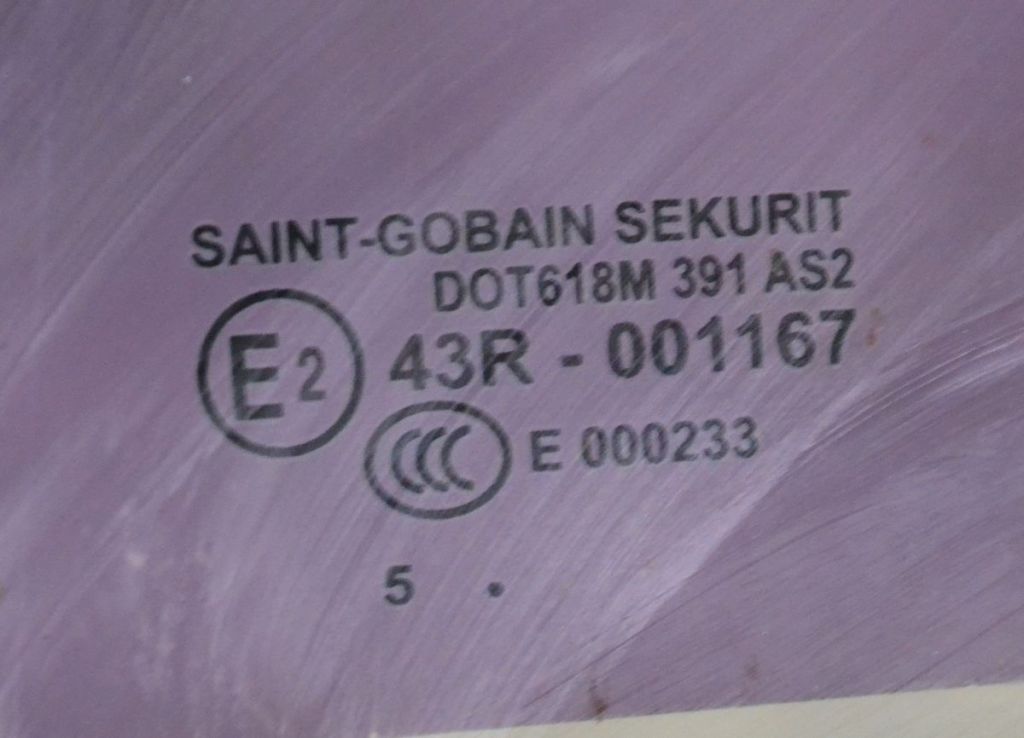 SAINT-GOBAIN SEKURIT
DOT618M 391 AS2
E2 43R - 001167
CCC E 000233
5 .